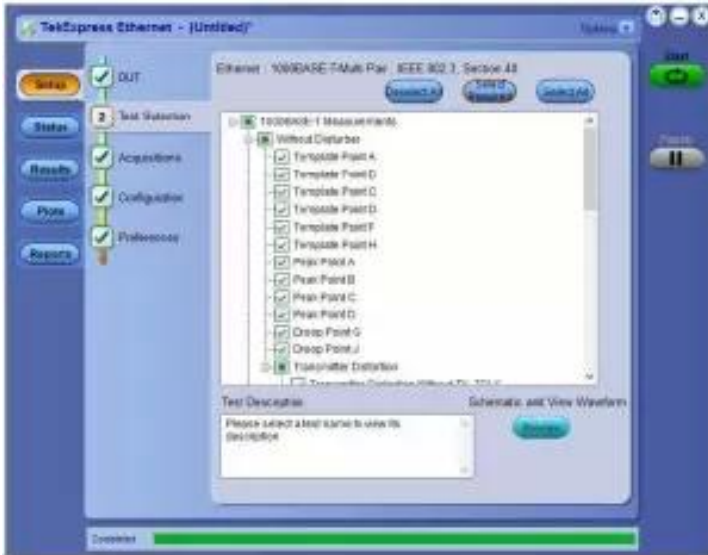 TekExpress Ethernet - (Untitled)*
Options
Setup
Status
Results
Plots
Reports
DUT
2 Test Selection
Acquisitions
Configuration
Preferences
Ethernet : 1000BASE-T-Multi Pair : IEEE 802.3, Section 40
Deselect All
Select
Select All
1000BASE-T Measurements
Without Disturber
Template Point A
Template Point B
Template Point C
Template Point D
Template Point F
Template Point H
Peak Point A
Peak Point B
Peak Point C
Peak Point D
Droop Point G
Droop Point J
Transmitter Distortion
Test Description
Please select a test name to view its
description
Schematic and View Waveform
Start
Pause
Completed